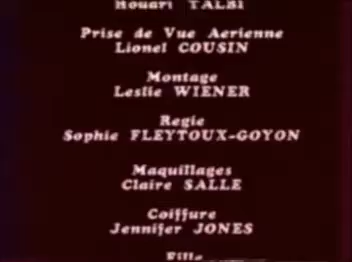 Houari TALBI
Prise de Vue Aerienne
Lionel COUSIN
Montage
Leslie WIENER
Regie
Sophie FLEYTOUX-GOYON
Maquillages
Claire SALLE
Coiffure
Jennifer JONES